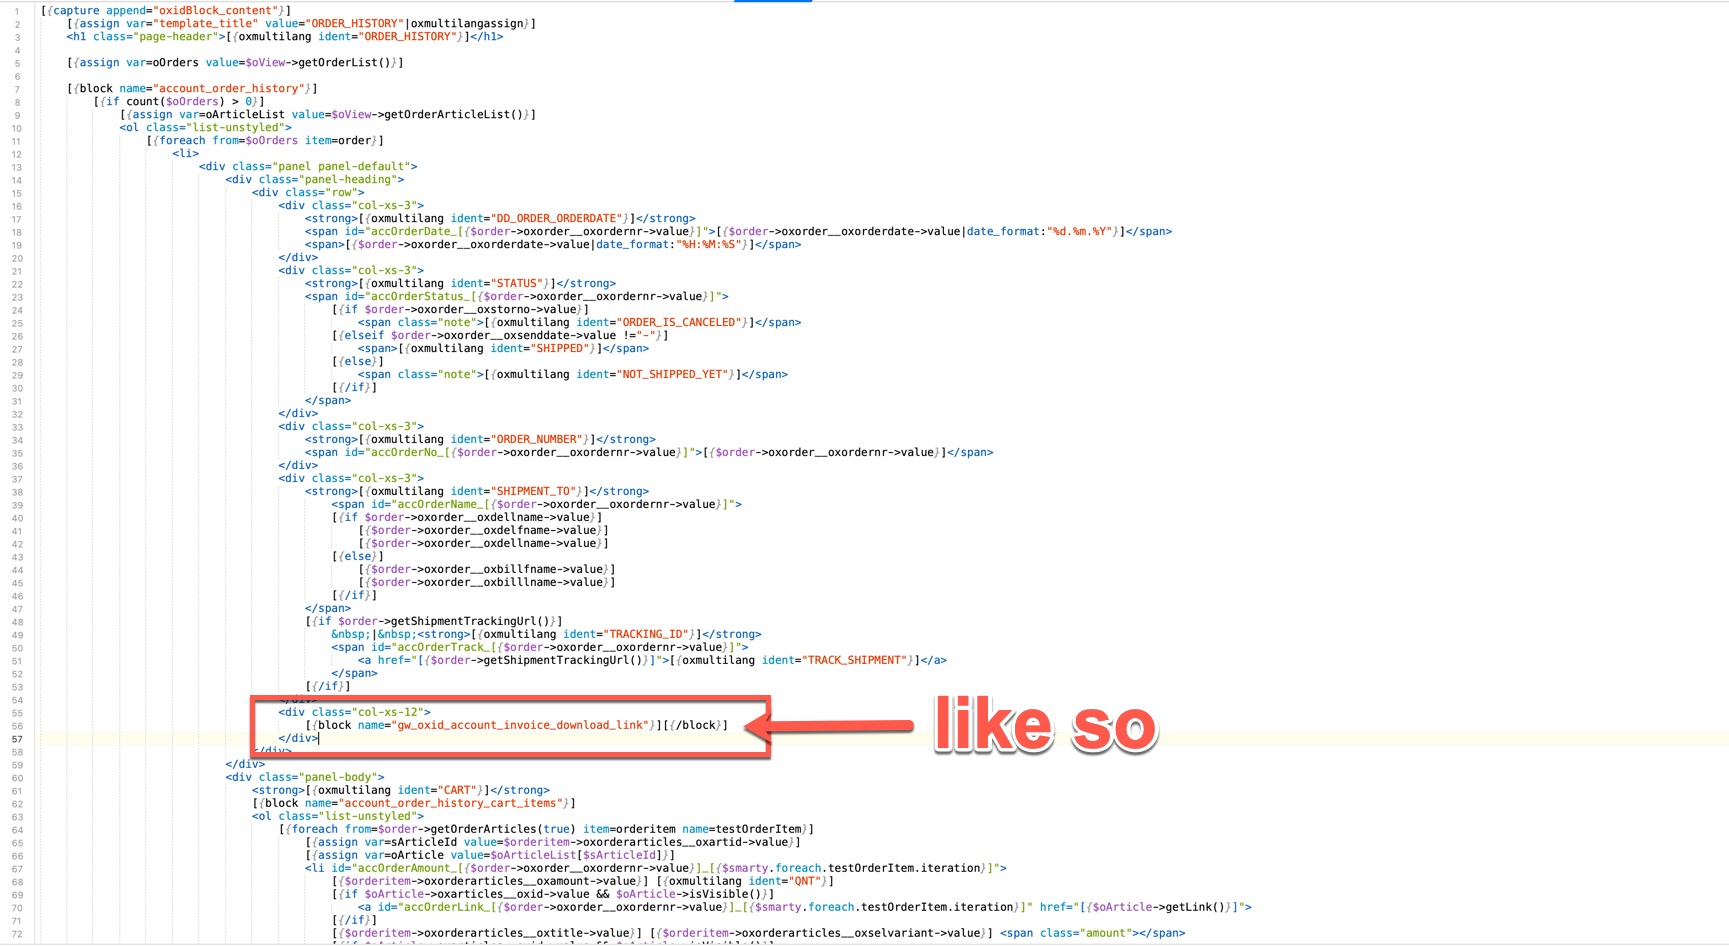 1 [{capture append="oxidBlock_content"}]
2 [{assign var="template_title" value="ORDER_HISTORY"|oxmultilangassign}]
3 <h1 class="page-header">[{oxmultilang ident="ORDER_HISTORY"}]</h1>
4
5 [{assign var=oOrders value=$oView->getOrderList()}]
6
7 [{block name="account_order_history"}]
8 [{if count($oOrders) > 0}]
9 [{assign var=oArticleList value=$oView->getOrderArticleList()}]
10 <ol class="list-unstyled">
11 [{foreach from=$oOrders item=order}]
12 <li>
13 <div class="panel panel-default">
14 <div class="panel-heading">
15 <div class="row">
16 <div class="col-xs-3">
17 <strong>[{oxmultilang ident="DD_ORDER_ORDERDATE"}]</strong>
18 <span id="accOrderDate_[{$order->oxorder__oxordernr->value}]">[{$order->oxorder__oxorderdate->value|date_format:"%d.%m.%Y"}]</span>
19 <span>[{$order->oxorder__oxorderdate->value|date_format:"%H:%M:%S"}]</span>
20 </div>
21 <div class="col-xs-3">
22 <strong>[{oxmultilang ident="STATUS"}]</strong>
23 <span id="accOrderStatus_[{$order->oxorder__oxordernr->value}]">
24 [{if $order->oxorder__oxstorno->value}]
25 <span class="note">[{oxmultilang ident="ORDER_IS_CANCELED"}]</span>
26 [{elseif $order->oxorder__oxsenddate->value !="-"}]
27 <span>[{oxmultilang ident="SHIPPED"}]</span>
28 [{else}]
29 <span class="note">[{oxmultilang ident="NOT_SHIPPED_YET"}]</span>
30 [{/if}]
31 </span>
32 </div>
33 <div class="col-xs-3">
34 <strong>[{oxmultilang ident="ORDER_NUMBER"}]</strong>
35 <span id="accOrderNo_[{$order->oxorder__oxordernr->value}]">[{$order->oxorder__oxordernr->value}]</span>
36 </div>
37 <div class="col-xs-3">
38 <strong>[{oxmultilang ident="SHIPMENT_TO"}]</strong>
39 <span id="accOrderName_[{$order->oxorder__oxordernr->value}]">
40 [{if $order->oxorder__oxdellname->value}]
41 [{$order->oxorder__oxdelfname->value}]
42 [{$order->oxorder__oxdellname->value}]
43 [{else}]
44 [{$order->oxorder__oxbillfname->value}]
45 [{$order->oxorder__oxbilllname->value}]
46 [{/if}]
47 </span>
48 [{if $order->getShipmentTrackingUrl()}]
49 &nbsp;|&nbsp;<strong>[{oxmultilang ident="TRACKING_ID"}]</strong>
50 <span id="accOrderTrack_[{$order->oxorder__oxordernr->value}]">
51 <a href="[{$order->getShipmentTrackingUrl()}]">[{oxmultilang ident="TRACK_SHIPMENT"}]</a>
52 </span>
53 [{/if}]
54 </div>
55 <div class="col-xs-12">
56 [{block name="gw_oxid_account_invoice_download_link"}][{/block}]
like so
57 </div>
58 </div>
59 </div>
60 <div class="panel-body">
61 <strong>[{oxmultilang ident="CART"}]</strong>
62 [{block name="account_order_history_cart_items"}]
63 <ol class="list-unstyled">
64 [{foreach from=$order->getOrderArticles(true) item=orderitem name=testOrderItem}]
65 [{assign var=sArticleId value=$orderitem->oxorderarticles__oxartid->value}]
66 [{assign var=oArticle value=$oArticleList[$sArticleId]}]
67 <li id="accOrderAmount_[{$order->oxorder__oxordernr->value}]_[{$smarty.foreach.testOrderItem.iteration}]">
68 [{$orderitem->oxorderarticles__oxamount->value}] [{oxmultilang ident="QNT"}]
69 [{if $oArticle->oxarticles__oxid->value && $oArticle->isVisible()}]
70 <a id="accOrderLink_[{$order->oxorder__oxordernr->value}]_[{$smarty.foreach.testOrderItem.iteration}]" href="[{$oArticle->getLink()}]">
71 [{/if}]
72 [{$orderitem->oxorderarticles__oxtitle->value}] [{$orderitem->oxorderarticles__oxselvariant->value}] <span class="amount"></span>